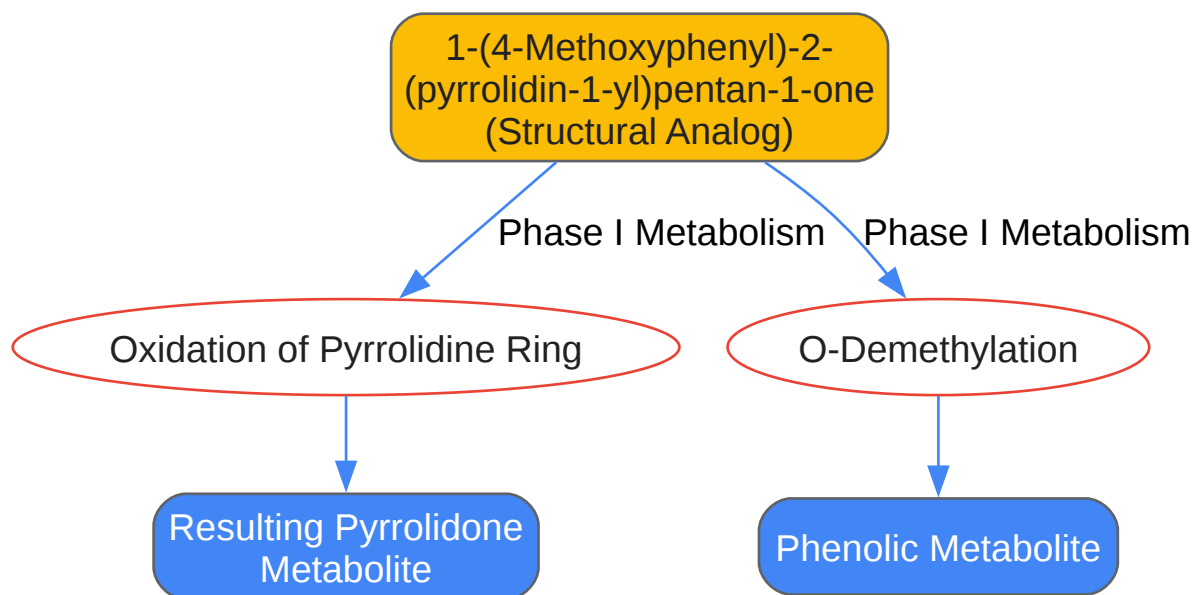 1-(4-Methoxyphenyl)-2-
(pyrrolidin-1-yl)pentan-1-one
(Structural Analog)
Phase I Metabolism
Phase I Metabolism
Oxidation of Pyrrolidine Ring
O-Demethylation
Resulting Pyrrolidone
Metabolite
Phenolic Metabolite